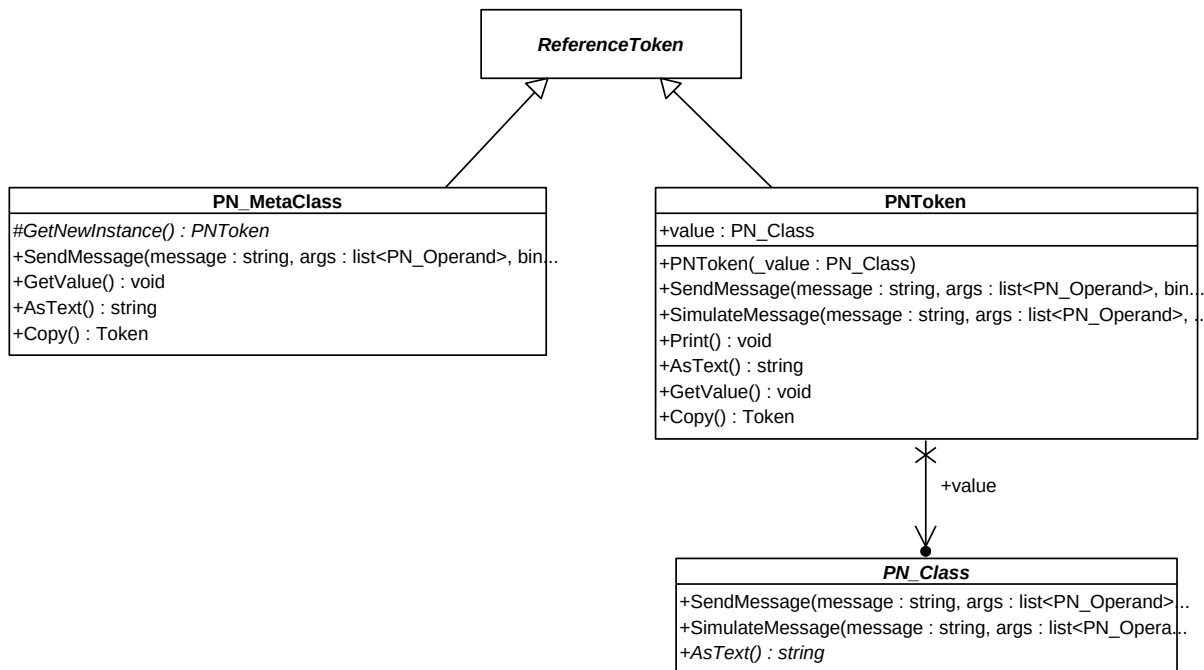 ReferenceToken
PN_MetaClass
#GetNewInstance() : PNToken
+SendMessage(message : string, args : list<PN_Operand>, bin...
+GetValue() : void
+AsText() : string
+Copy() : Token
PNToken
+value : PN_Class
+PNToken(_value : PN_Class)
+SendMessage(message : string, args : list<PN_Operand>, bin...
+SimulateMessage(message : string, args : list<PN_Operand>, ...
+Print() : void
+AsText() : string
+GetValue() : void
+Copy() : Token
+value
PN_Class
+SendMessage(message : string, args : list<PN_Operand>...
+SimulateMessage(message : string, args : list<PN_Opera...
+AsText() : string